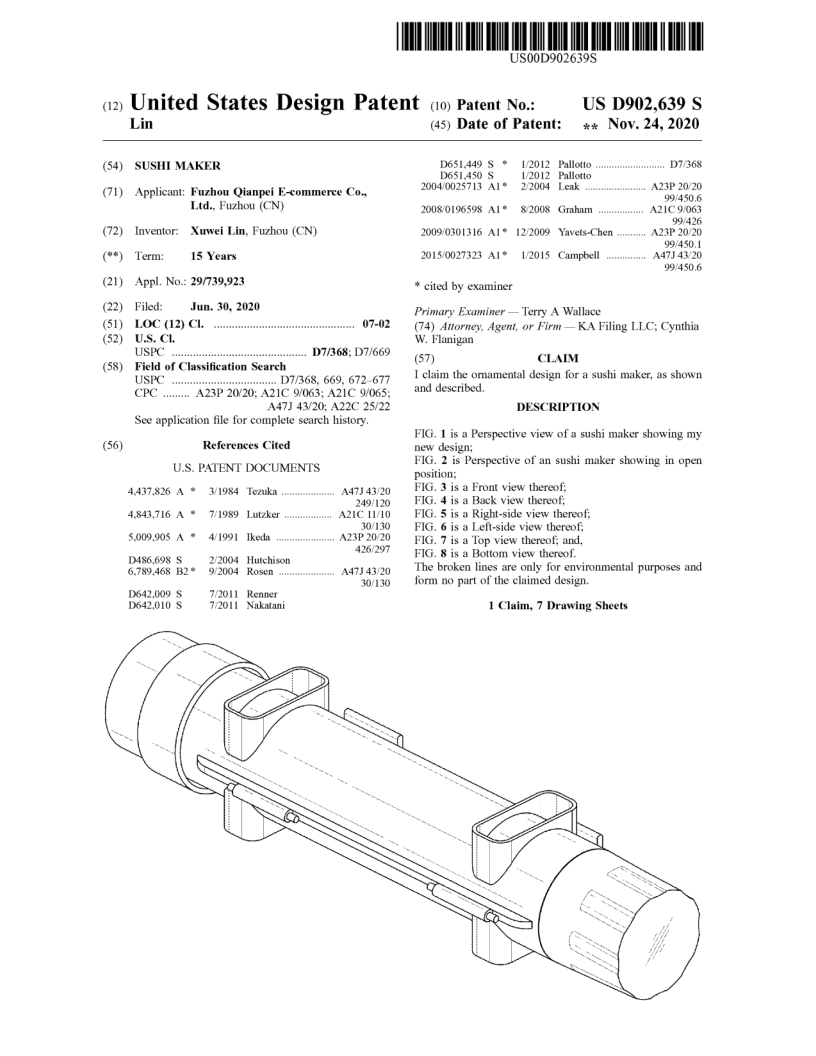 US00D902639S
(12) United States Design Patent (10) Patent No.: US D902,639 S
Lin (45) Date of Patent: ** Nov. 24, 2020
(54) SUSHI MAKER
(71) Applicant: Fuzhou Qianpei E-commerce Co.,
Ltd., Fuzhou (CN)
(72) Inventor: Xuwei Lin, Fuzhou (CN)
(**) Term: 15 Years
(21) Appl. No.: 29/739,923
(22) Filed: Jun. 30, 2020
(51) LOC (12) Cl. ............................................... 07-02
(52) U.S. Cl.
USPC ............................................. D7/368; D7/669
(58) Field of Classification Search
USPC ................................... D7/368, 669, 672–677
CPC ......... A23P 20/20; A21C 9/063; A21C 9/065;
A47J 43/20; A22C 25/22
See application file for complete search history.
(56) References Cited
U.S. PATENT DOCUMENTS
4,437,826 A * 3/1984 Tezuka .................... A47J 43/20
249/120
4,843,716 A * 7/1989 Lutzker .................. A21C 11/10
30/130
5,009,905 A * 4/1991 Ikeda ...................... A23P 20/20
426/297
D486,698 S 2/2004 Hutchison
6,789,468 B2 * 9/2004 Rosen ..................... A47J 43/20
30/130
D642,009 S 7/2011 Renner
D642,010 S 7/2011 Nakatani
D651,449 S * 1/2012 Pallotto .......................... D7/368
D651,450 S 1/2012 Pallotto
2004/0025713 A1* 2/2004 Leak ....................... A23P 20/20
99/450.6
2008/0196598 A1* 8/2008 Graham ................. A21C 9/063
99/426
2009/0301316 A1* 12/2009 Yavets-Chen ........... A23P 20/20
99/450.1
2015/0027323 A1* 1/2015 Campbell ............... A47J 43/20
99/450.6
* cited by examiner
Primary Examiner — Terry A Wallace
(74) Attorney, Agent, or Firm — KA Filing LLC; Cynthia
W. Flanigan
(57) CLAIM
I claim the ornamental design for a sushi maker, as shown
and described.
DESCRIPTION
FIG. 1 is a Perspective view of a sushi maker showing my
new design;
FIG. 2 is Perspective of an sushi maker showing in open
position;
FIG. 3 is a Front view thereof;
FIG. 4 is a Back view thereof;
FIG. 5 is a Right-side view thereof;
FIG. 6 is a Left-side view thereof;
FIG. 7 is a Top view thereof; and,
FIG. 8 is a Bottom view thereof.
The broken lines are only for environmental purposes and
form no part of the claimed design.
1 Claim, 7 Drawing Sheets